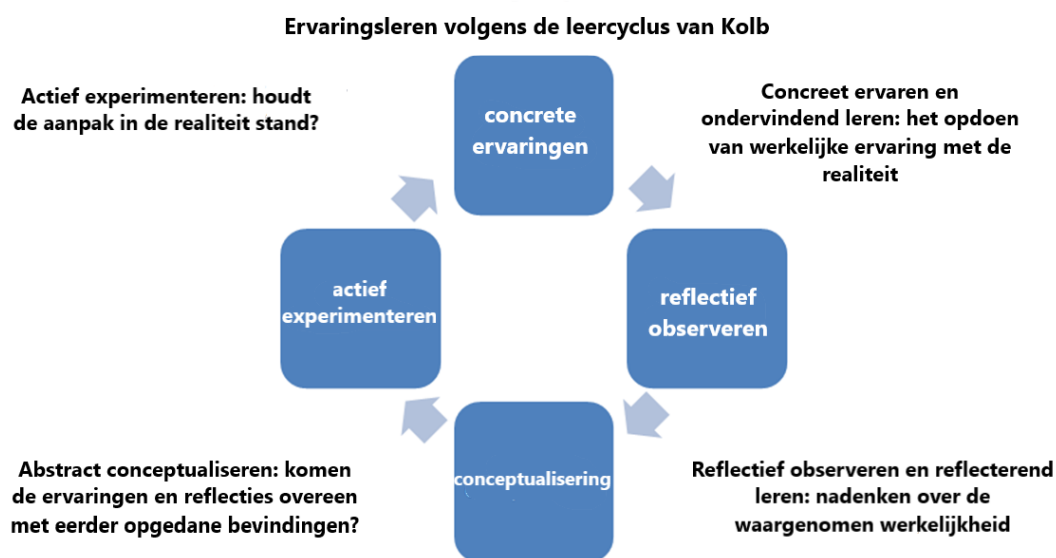 Ervaringsleren volgens de leercyclus van Kolb
Actief experimenteren: houdt
de aanpak in de realiteit stand?
concrete
ervaringen
Concreet ervaren en
ondervindend leren: het opdoen
van werkelijke ervaring met de
realiteit
actief
experimenteren
reflectief
observeren
Abstract conceptualiseren: komen
de ervaringen en reflecties overeen
met eerder opgedane bevindingen?
conceptualisering
Reflectief observeren en reflecterend
leren: nadenken over de
waargenomen werkelijkheid